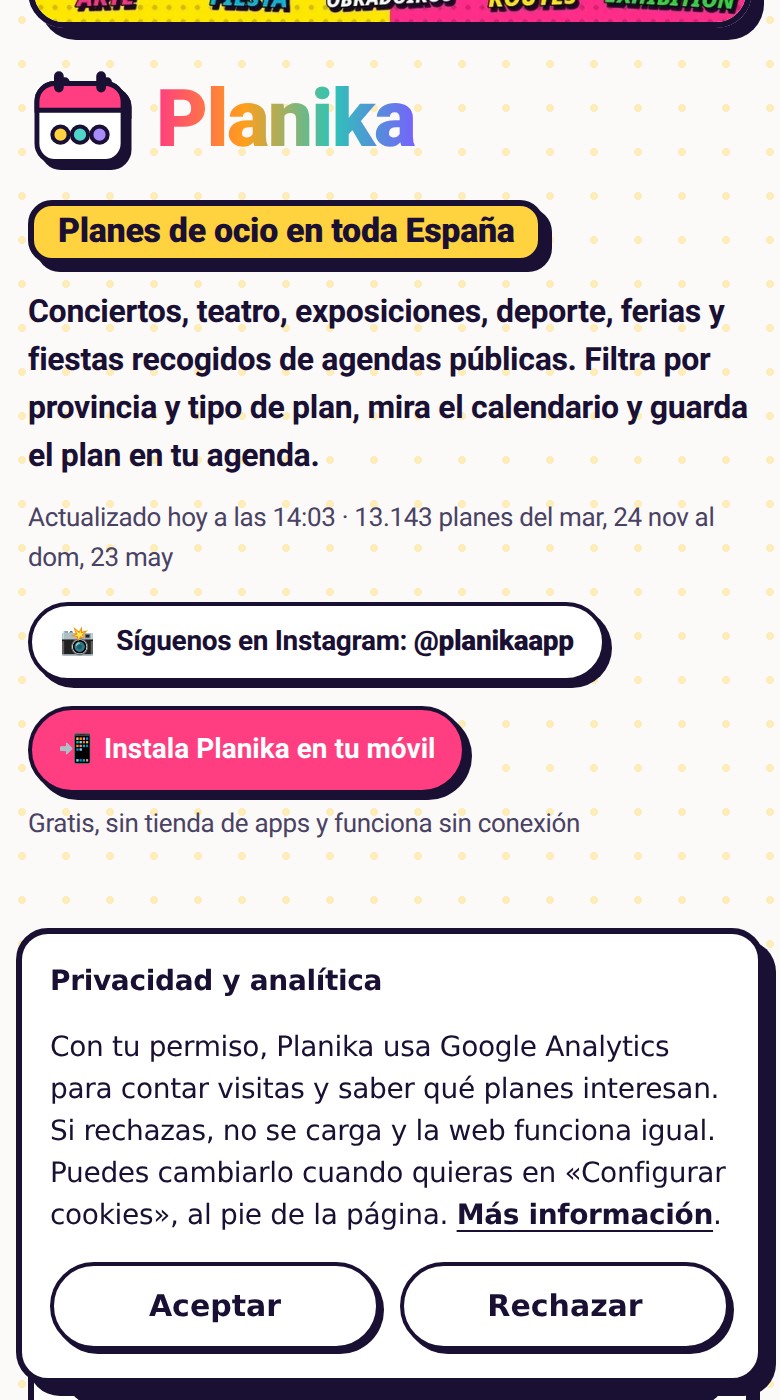 ARTE FIESTA OBRADOIROS ROUTES EXHIBITION
Planika
Planes de ocio en toda España
Conciertos, teatro, exposiciones, deporte, ferias y
fiestas recogidos de agendas públicas. Filtra por
provincia y tipo de plan, mira el calendario y guarda
el plan en tu agenda.
Actualizado hoy a las 14:03 · 13.143 planes del mar, 24 nov al
dom, 23 may
Síguenos en Instagram: @planikaapp
Instala Planika en tu móvil
Gratis, sin tienda de apps y funciona sin conexión
Privacidad y analítica
Con tu permiso, Planika usa Google Analytics
para contar visitas y saber qué planes interesan.
Si rechazas, no se carga y la web funciona igual.
Puedes cambiarlo cuando quieras en «Configurar
cookies», al pie de la página. Más información.
Aceptar Rechazar